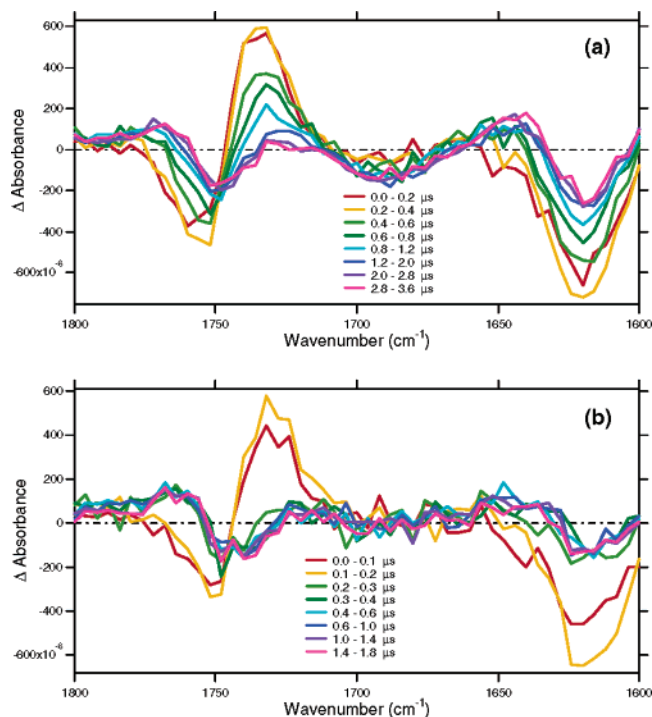 600
(a)
400
200
0
-200
-400
-600x10-6
Δ Absorbance
0.0 - 0.2 µs
0.2 - 0.4 µs
0.4 - 0.6 µs
0.6 - 0.8 µs
0.8 - 1.2 µs
1.2 - 2.0 µs
2.0 - 2.8 µs
2.8 - 3.6 µs
1800 1750 1700 1650 1600
Wavenumber (cm-1)
600
(b)
400
200
0
-200
-400
-600x10-6
Δ Absorbance
0.0 - 0.1 µs
0.1 - 0.2 µs
0.2 - 0.3 µs
0.3 - 0.4 µs
0.4 - 0.6 µs
0.6 - 1.0 µs
1.0 - 1.4 µs
1.4 - 1.8 µs
1800 1750 1700 1650 1600
Wavenumber (cm-1)